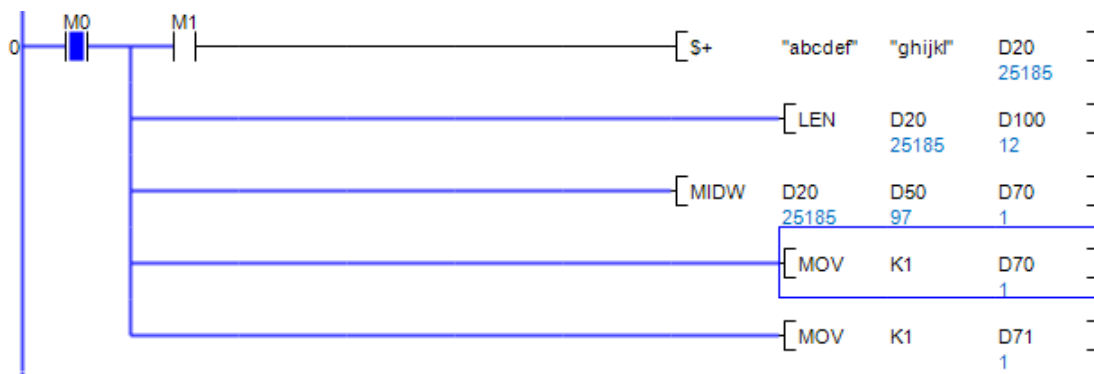 M0 M1
0 $+ "abcdef" "ghijkl" D20
25185
LEN D20 D100
25185 12
MIDW D20 D50 D70
25185 97 1
MOV K1 D70
1
MOV K1 D71
1